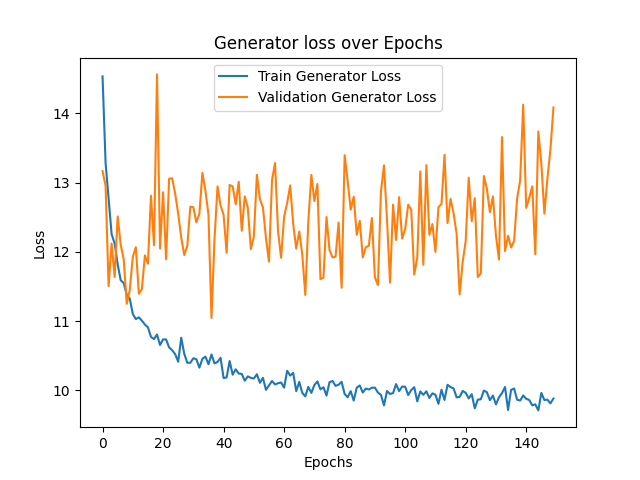 Generator loss over Epochs
Train Generator Loss
Validation Generator Loss
14
13
12
11
10
Loss
0
20
40
60
80
100
120
140
Epochs